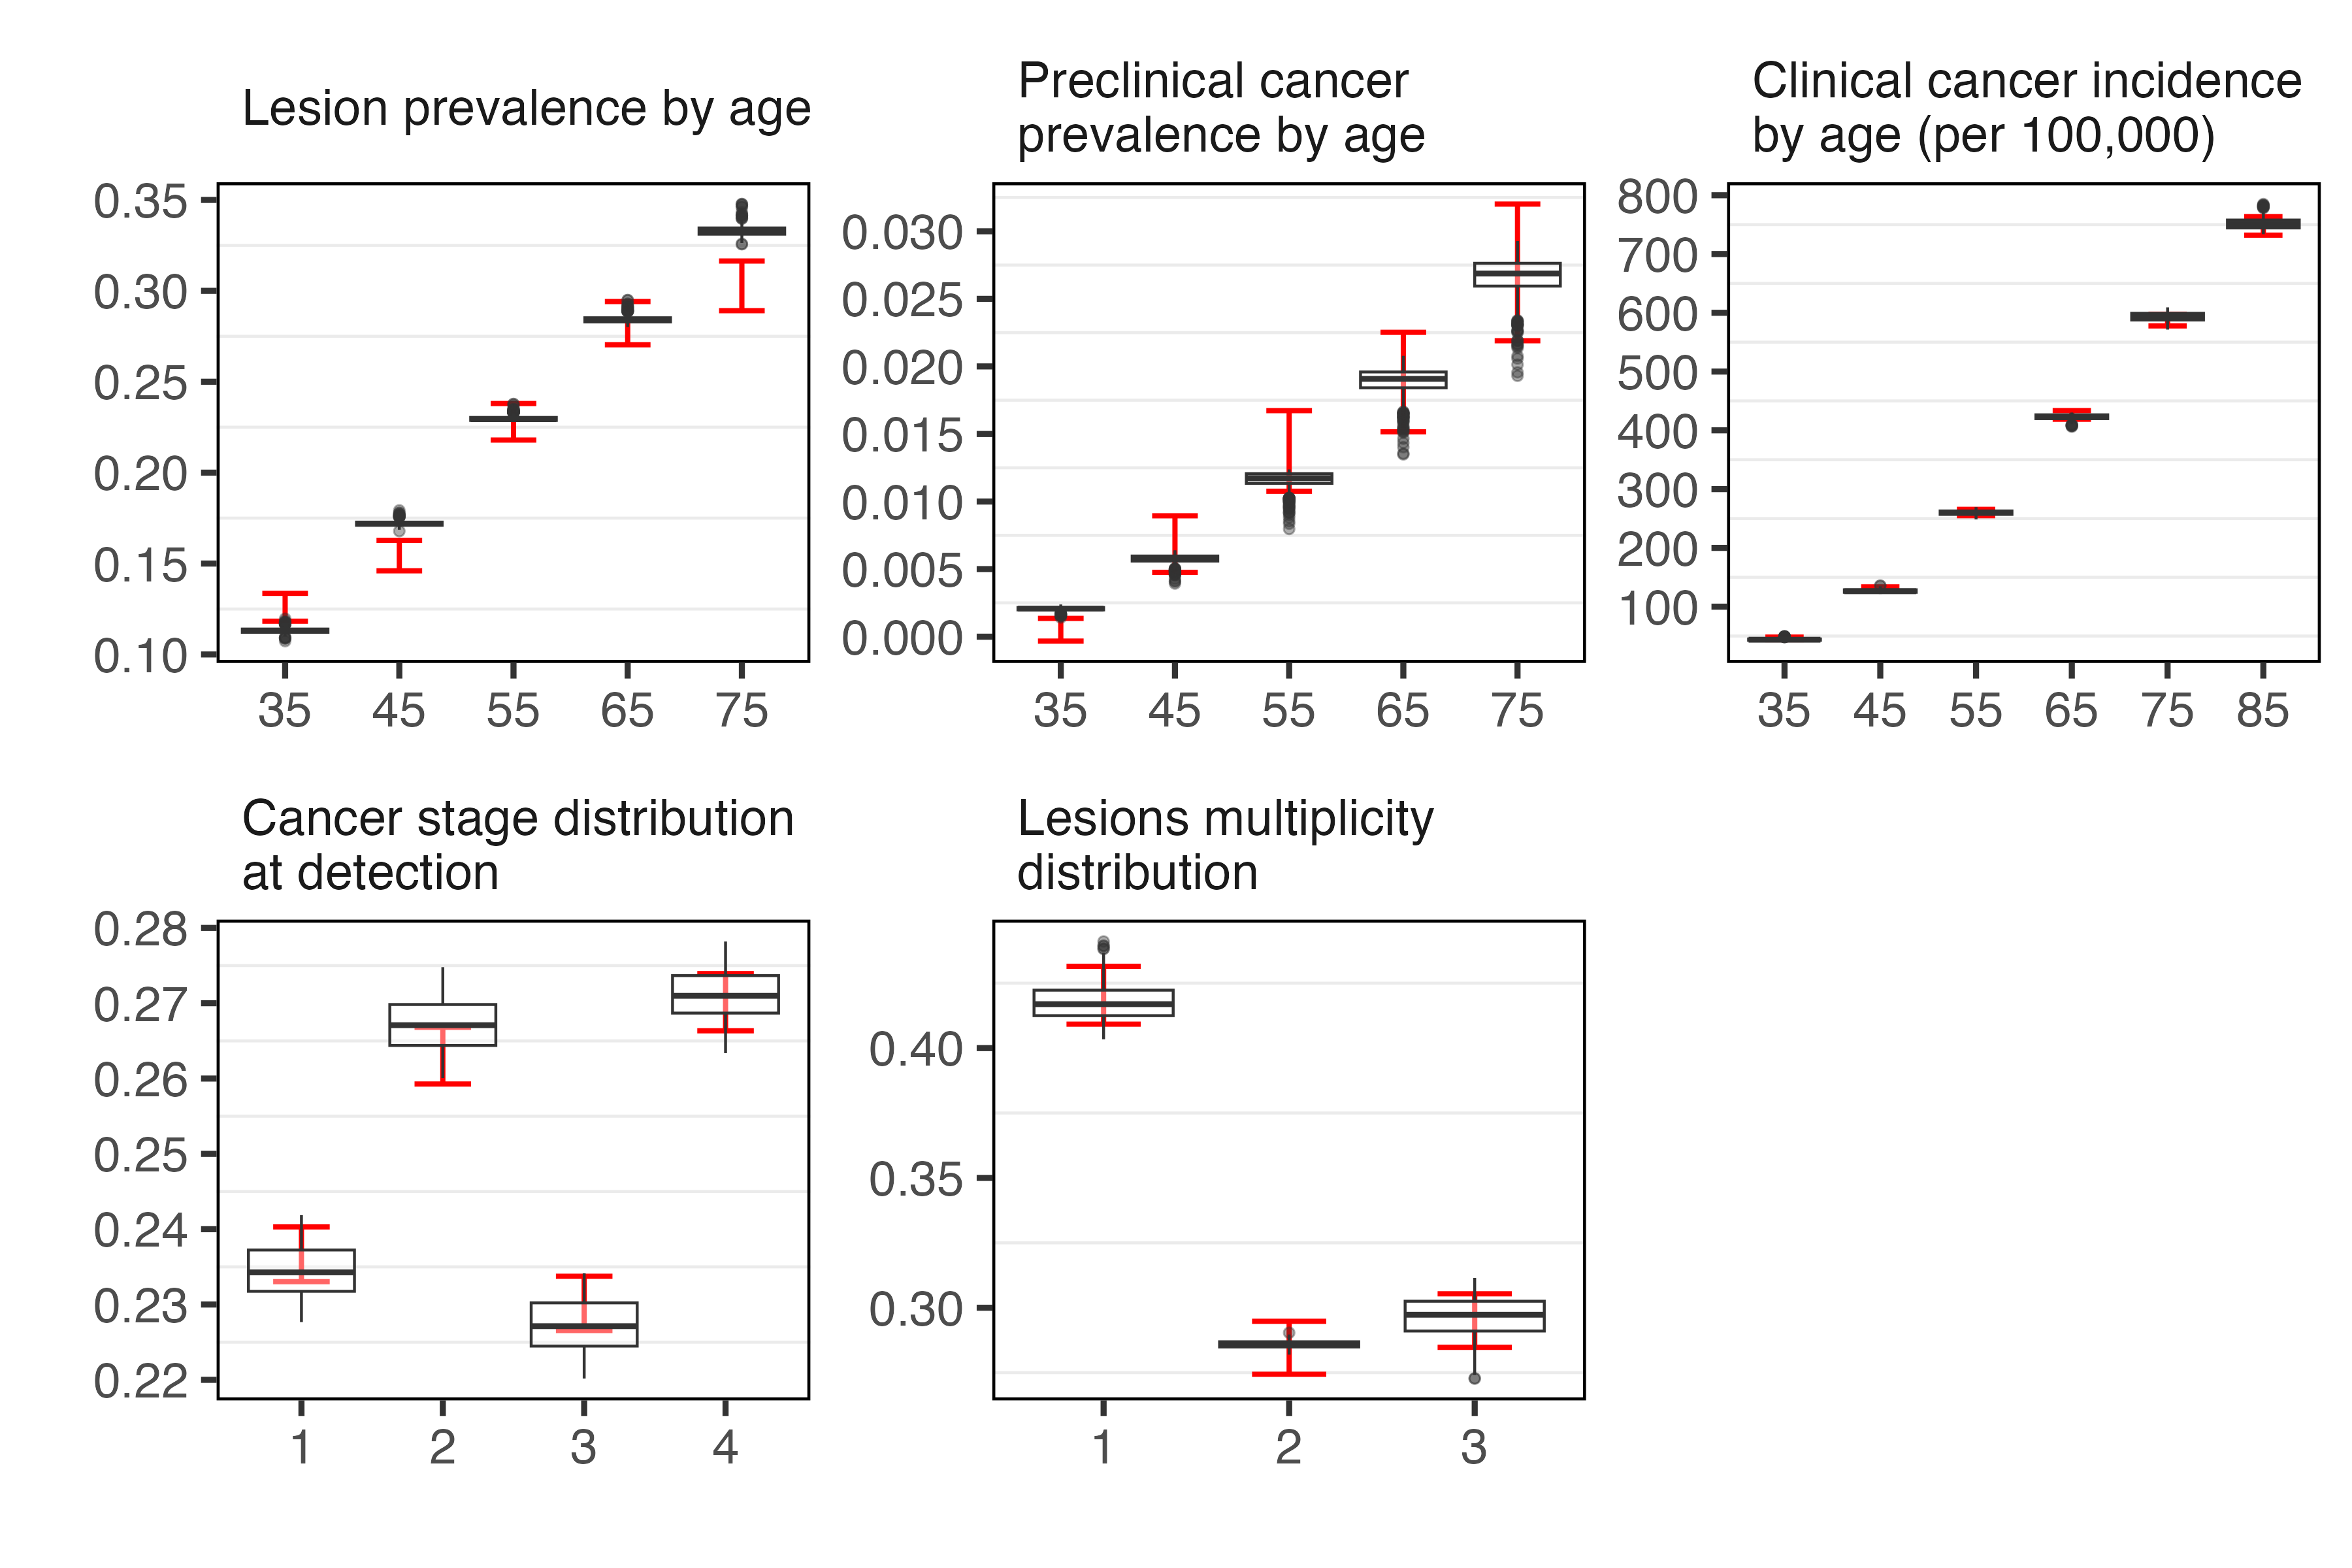 Lesion prevalence by age
0.35
0.30
0.25
0.20
0.15
0.10
35 45 55 65 75
Preclinical cancer
prevalence by age
0.030
0.025
0.020
0.015
0.010
0.005
0.000
35 45 55 65 75
Clinical cancer incidence
by age (per 100,000)
800
700
600
500
400
300
200
100
35 45 55 65 75 85
Cancer stage distribution
at detection
0.28
0.27
0.26
0.25
0.24
0.23
0.22
1 2 3 4
Lesions multiplicity
distribution
0.40
0.35
0.30
1 2 3